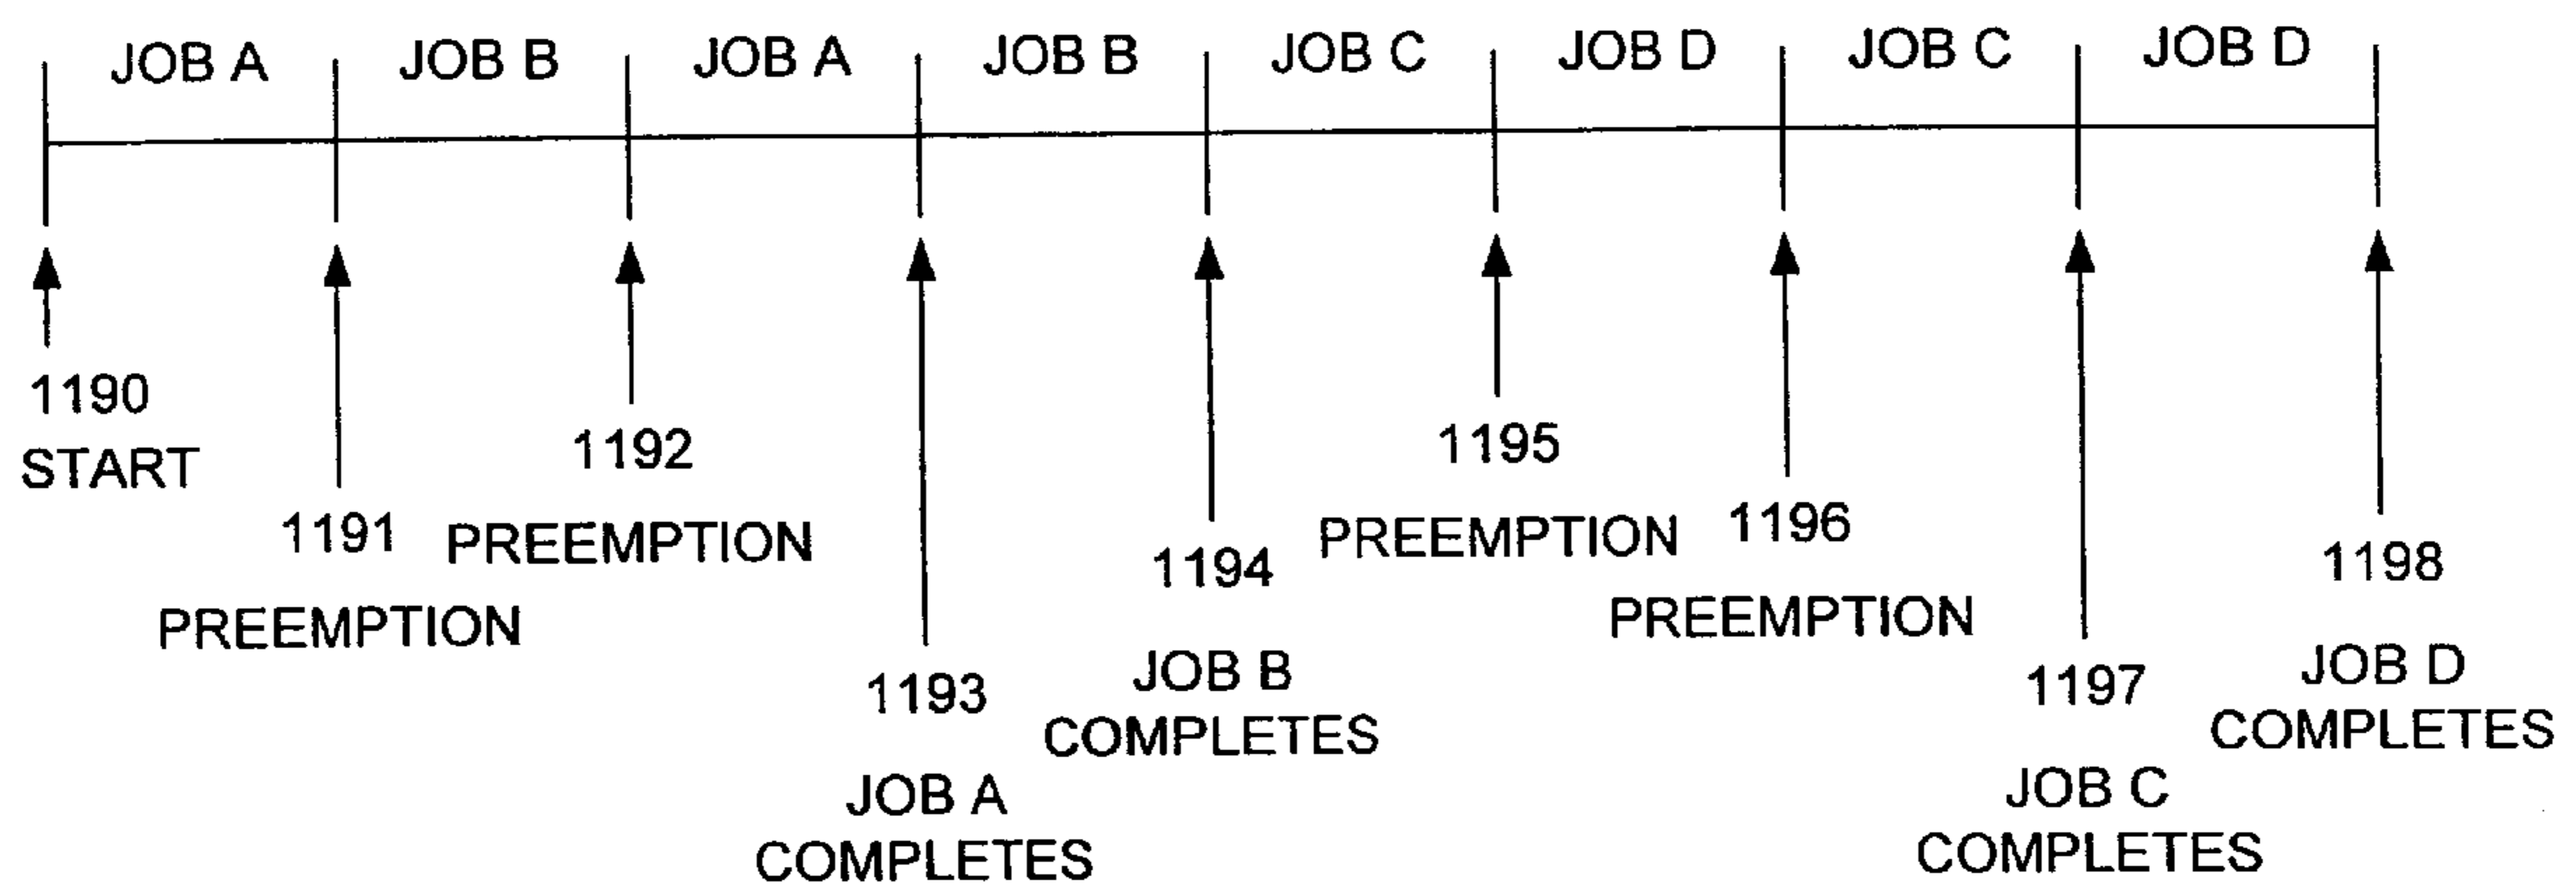 JOB A
JOB B
JOB A
JOB B
JOB C
JOB D
JOB C
JOB D
1190
START
1191
PREEMPTION
1192
PREEMPTION
1193
JOB A
COMPLETES
1194
JOB B
COMPLETES
1195
PREEMPTION
1196
PREEMPTION
1197
JOB C
COMPLETES
1198
JOB D
COMPLETES